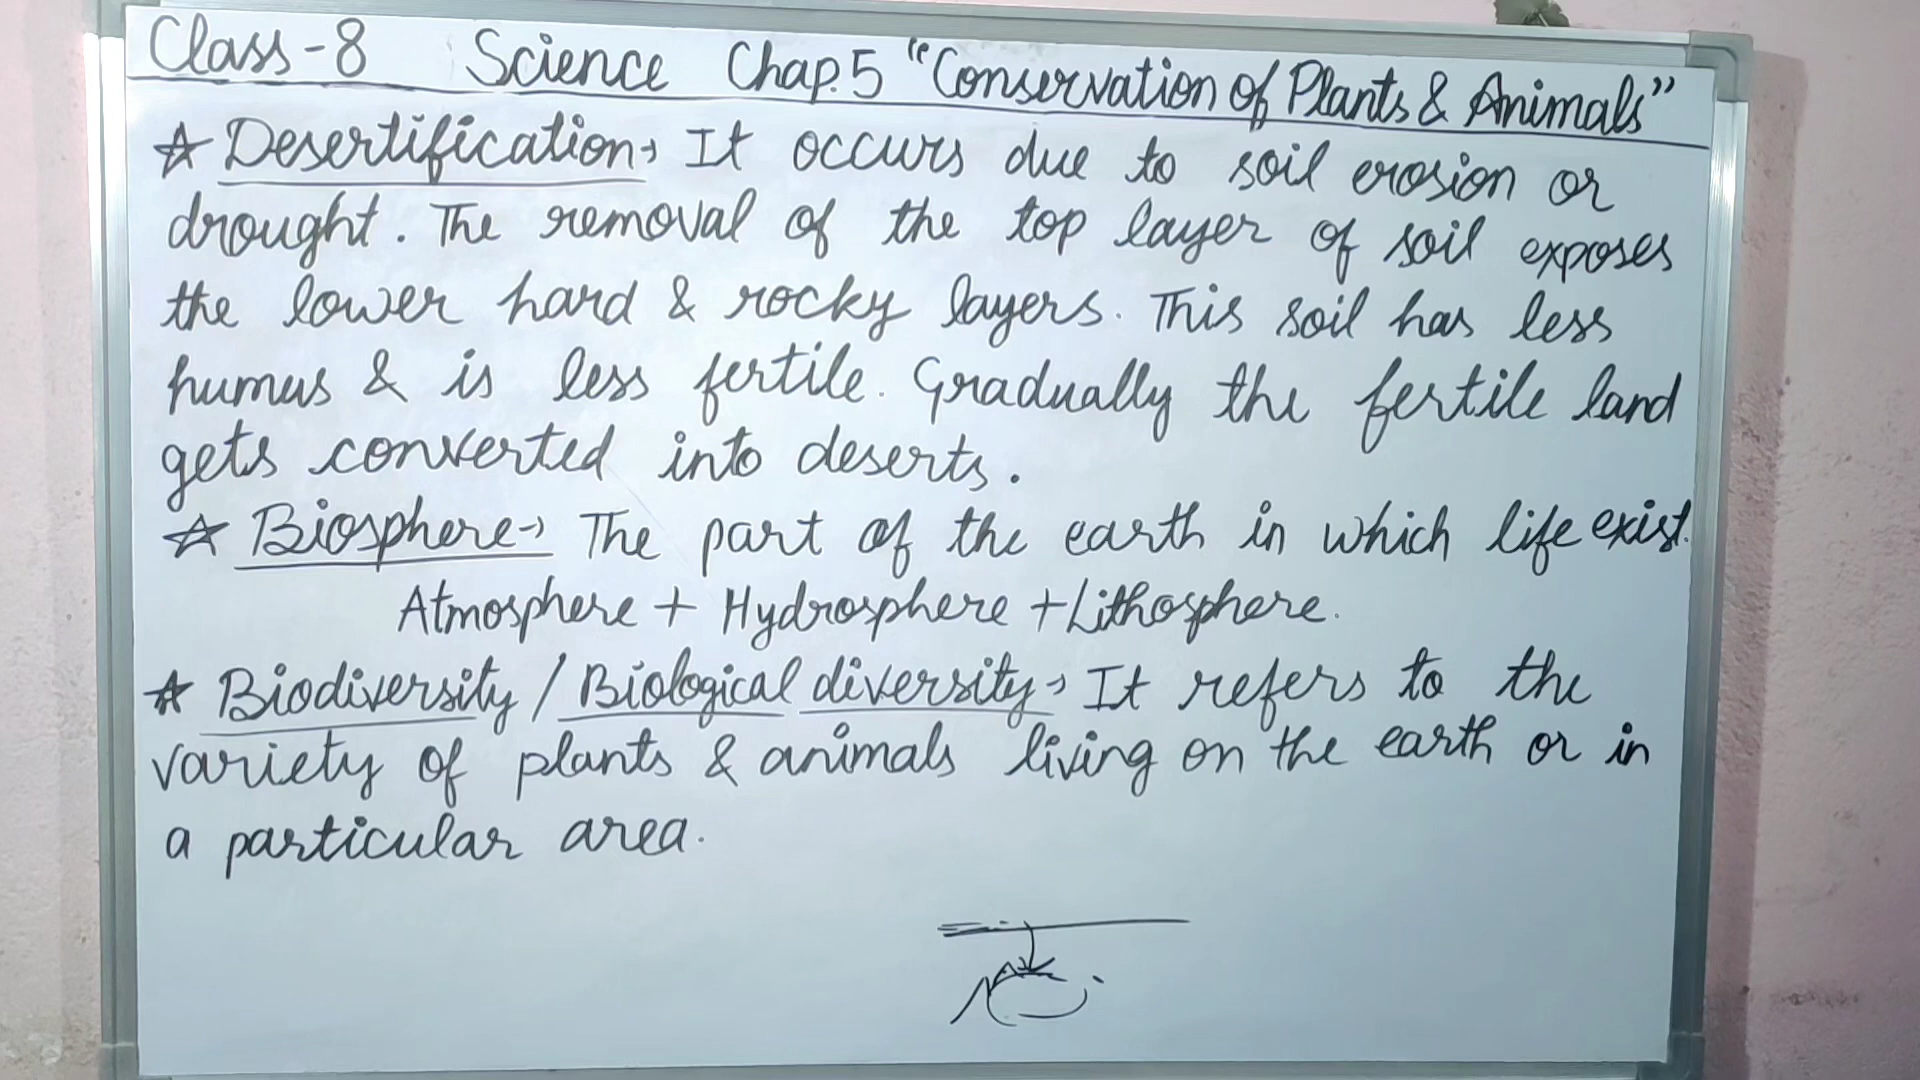 Class-8 Science Chap.5 "Conservation of Plants & Animals"
☆ Desertification→ It occurs due to soil erosion or
drought. The removal of the top layer of soil exposes
the lower hard & rocky layers. This soil has less
humus & is less fertile. Gradually the fertile land
gets converted into deserts.
☆ Biosphere→ The part of the earth in which life exist.
Atmosphere + Hydrosphere + Lithosphere.
☆ Biodiversity / Biological diversity→ It refers to the
variety of plants & animals living on the earth or in
a particular area.